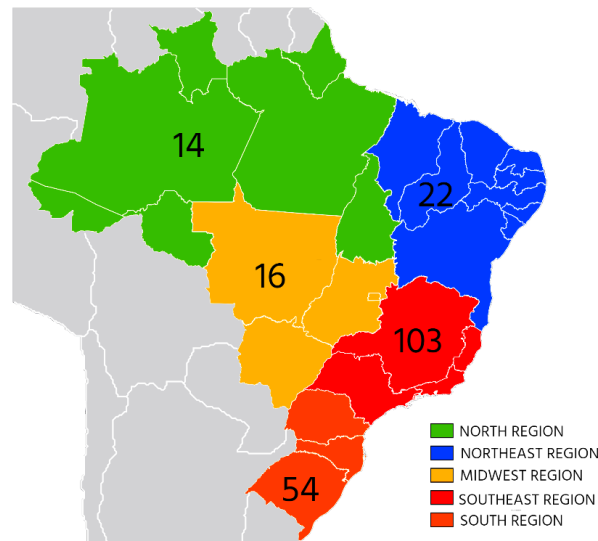 14
22
16
103
54
NORTH REGION
NORTHEAST REGION
MIDWEST REGION
SOUTHEAST REGION
SOUTH REGION